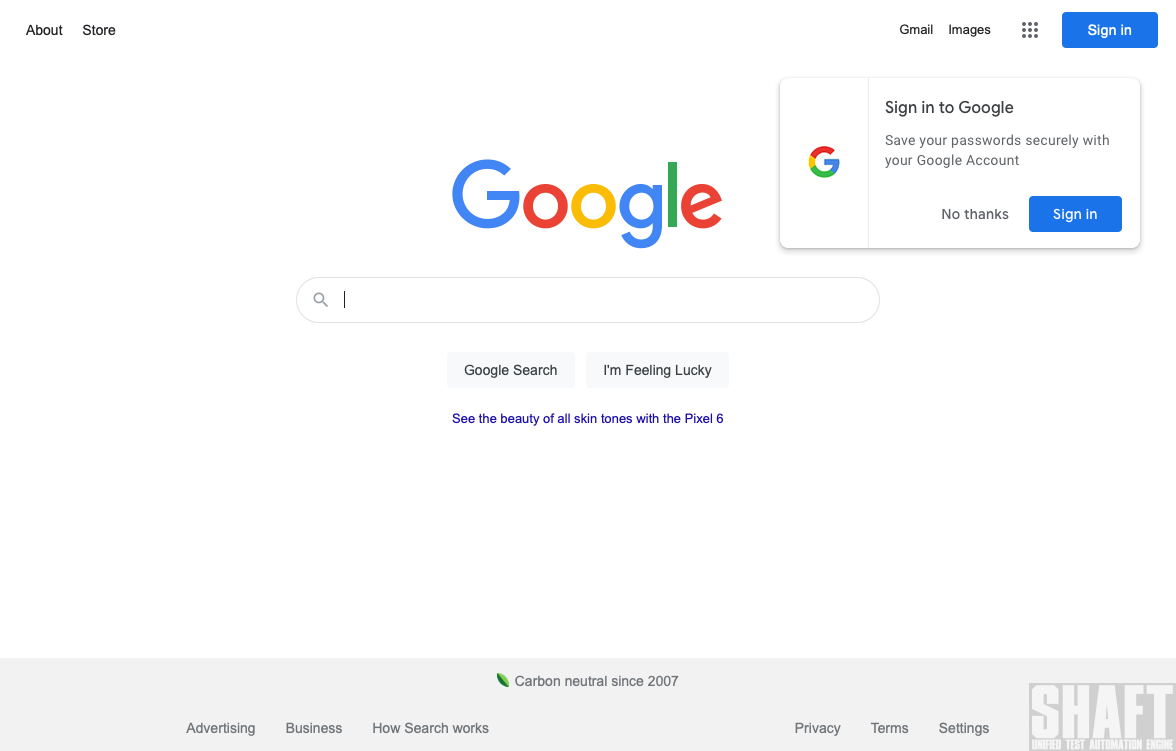 About Store
Gmail Images
Sign in
Sign in to Google
Save your passwords securely with
your Google Account
No thanks Sign in
Google
Google Search I'm Feeling Lucky
See the beauty of all skin tones with the Pixel 6
Carbon neutral since 2007
Advertising Business How Search works
Privacy Terms Settings
SHAFT
UNIFIED TEST AUTOMATION ENGINE